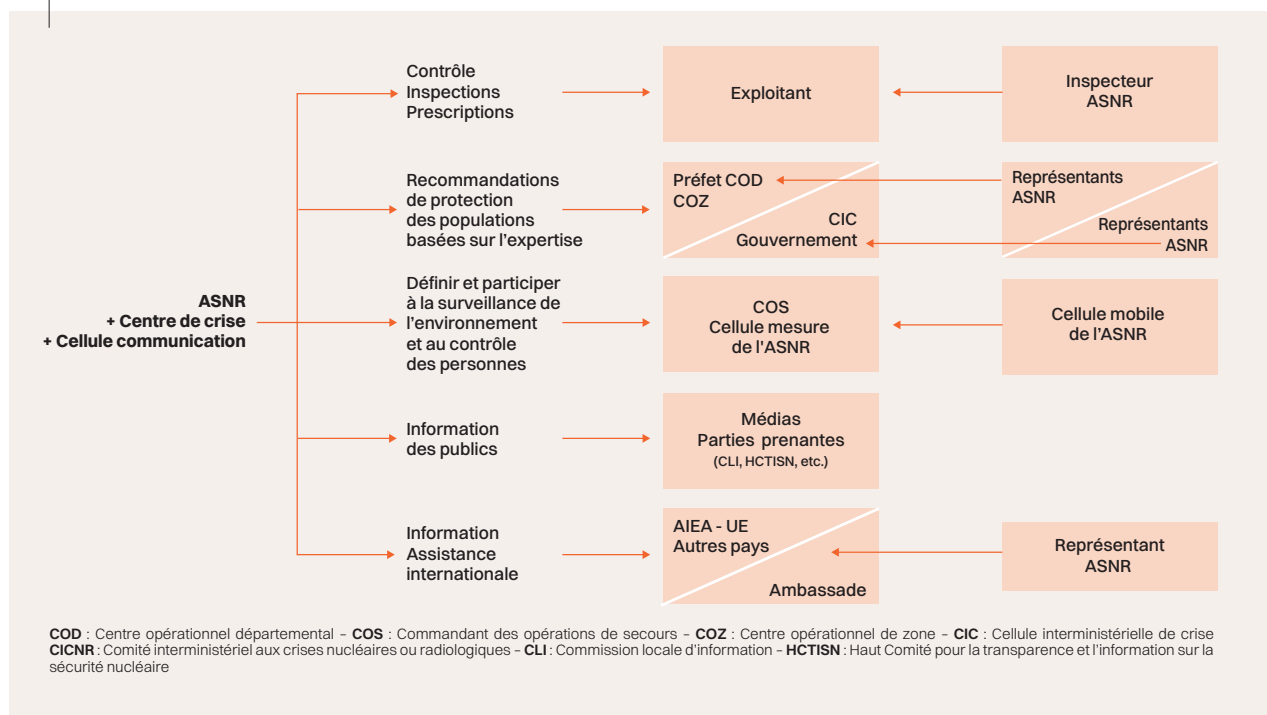 ASNR
+ Centre de crise
+ Cellule communication
Contrôle
Inspections
Prescriptions
Exploitant
Inspecteur
ASNR
Recommandations
de protection
des populations
basées sur l'expertise
Préfet COD
COZ
CIC
Gouvernement
Représentants
ASNR
Représentants
ASNR
Définir et participer
à la surveillance de
l'environnement
et au contrôle
des personnes
COS
Cellule mesure
de l'ASNR
Cellule mobile
de l'ASNR
Information
des publics
Médias
Parties prenantes
(CLI, HCTISN, etc.)
Information
Assistance
internationale
AIEA - UE
Autres pays
Ambassade
Représentant
ASNR
COD : Centre opérationnel départemental – COS : Commandant des opérations de secours – COZ : Centre opérationnel de zone – CIC : Cellule interministérielle de crise
CICNR : Comité interministériel aux crises nucléaires ou radiologiques – CLI : Commission locale d'information – HCTISN : Haut Comité pour la transparence et l'information sur la
sécurité nucléaire